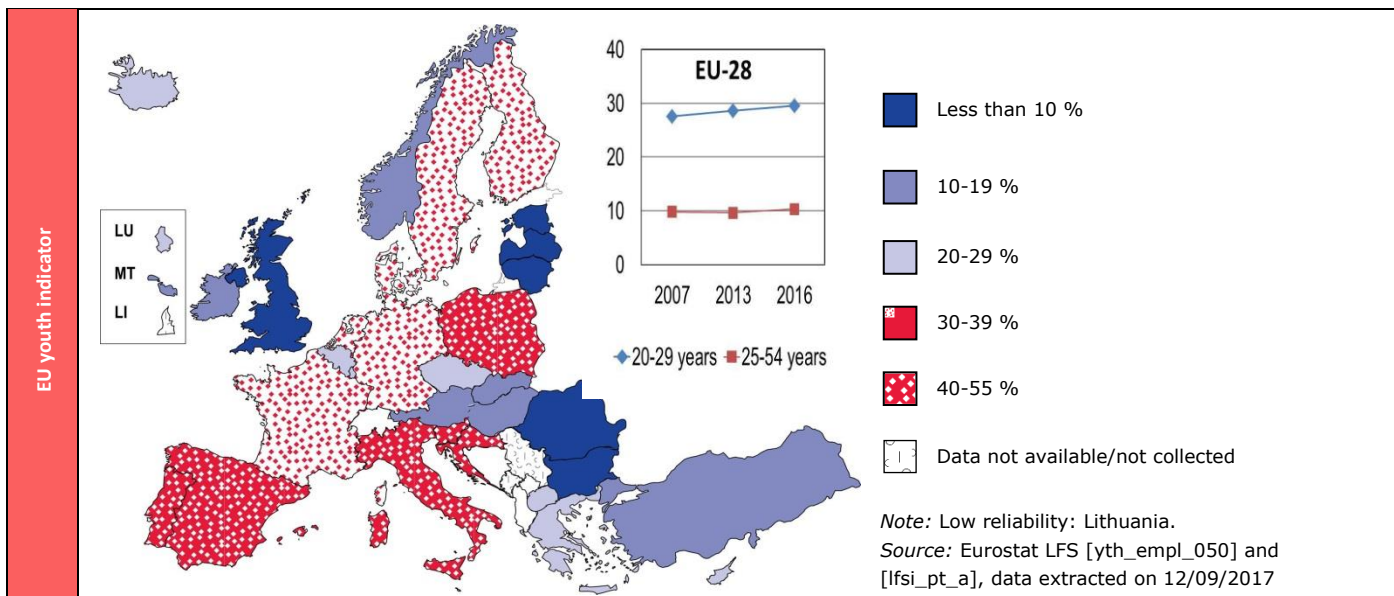 EU youth indicator
LU
MT
LI
40
30
20
10
0
EU-28
2007 2013 2016
20-29 years 25-54 years
Less than 10 %
10-19 %
20-29 %
30-39 %
40-55 %
Data not available/not collected
Note: Low reliability: Lithuania.
Source: Eurostat LFS [yth_empl_050] and
[lfsi_pt_a], data extracted on 12/09/2017